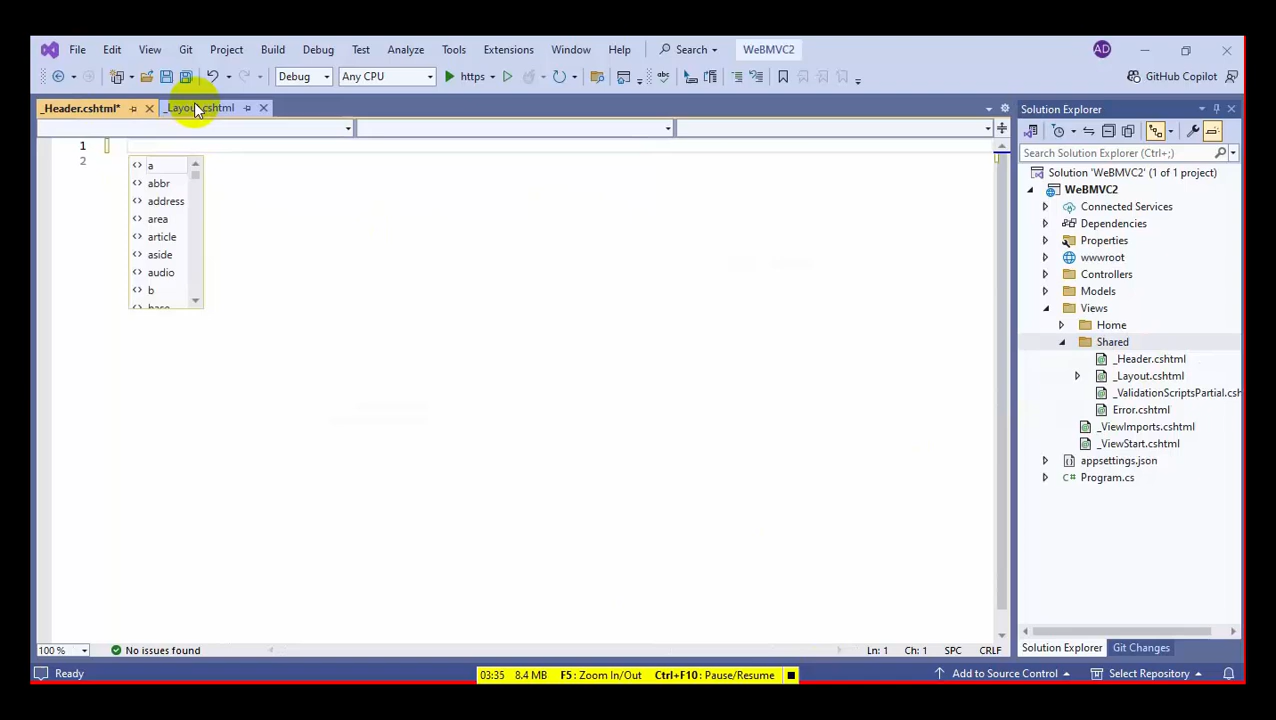 File Edit View Git Project Build Debug Test Analyze Tools Extensions Window Help Search WeBMVC2 AD
Debug Any CPU https GitHub Copilot
_Header.cshtml* _Layout.cshtml
1
2
a
abbr
address
area
article
aside
audio
b
base
100 % No issues found Ln: 1 Ch: 1 SPC CRLF
Solution Explorer
Search Solution Explorer (Ctrl+;)
Solution 'WeBMVC2' (1 of 1 project)
WeBMVC2
Connected Services
Dependencies
Properties
wwwroot
Controllers
Models
Views
Home
Shared
_Header.cshtml
_Layout.cshtml
_ValidationScriptsPartial.csh
Error.cshtml
_ViewImports.cshtml
_ViewStart.cshtml
appsettings.json
Program.cs
Solution Explorer Git Changes
Ready 03:35 8.4 MB F5: Zoom In/Out Ctrl+F10: Pause/Resume Add to Source Control Select Repository